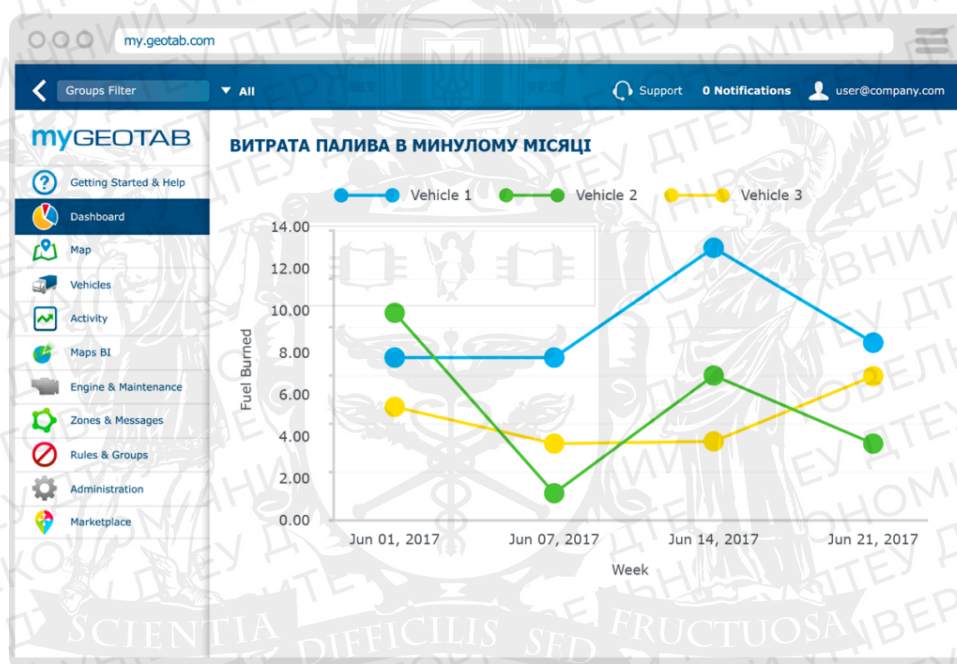 my.geotab.com
Groups Filter
All
Support
0 Notifications
user@company.com
myGEOTAB
Getting Started & Help
Dashboard
Map
Vehicles
Activity
Maps BI
Engine & Maintenance
Zones & Messages
Rules & Groups
Administration
Marketplace
ВИТРАТА ПАЛИВА В МИНУЛОМУ МІСЯЦІ
Vehicle 1 Vehicle 2 Vehicle 3
14.00
12.00
10.00
8.00
6.00
4.00
2.00
0.00
Fuel Burned
Jun 01, 2017 Jun 07, 2017 Jun 14, 2017 Jun 21, 2017
Week
SCIENTIA DIFFICILIS SED FRUCTUOSA